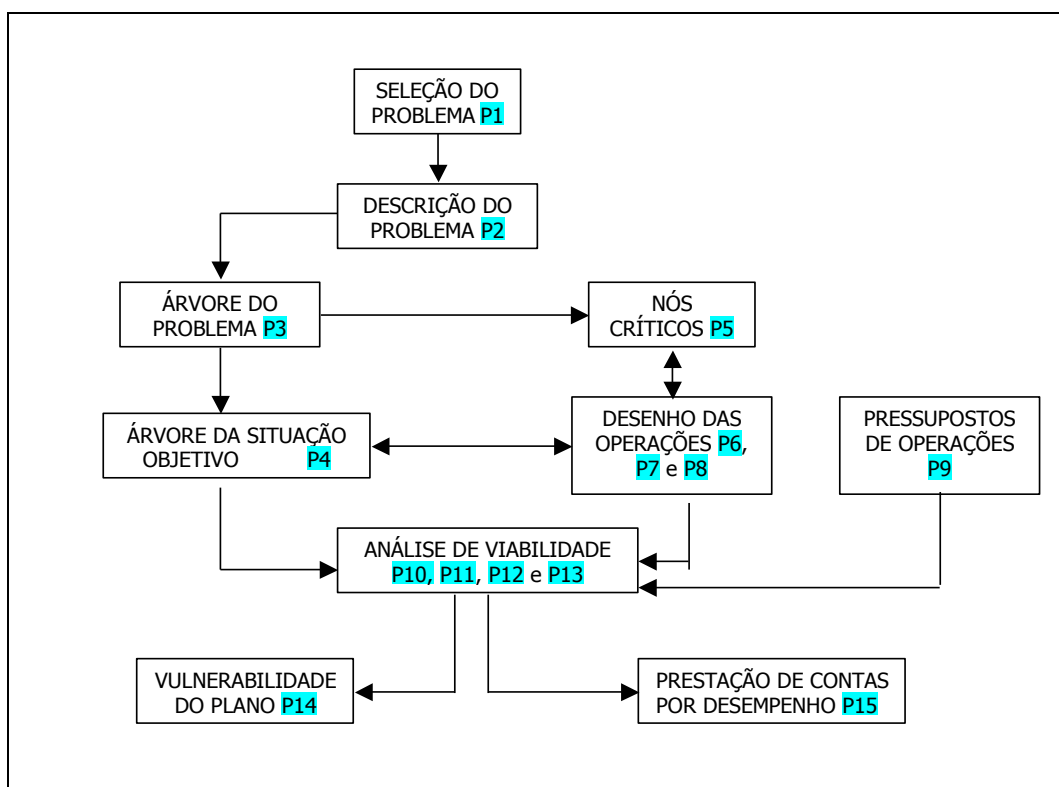 SELEÇÃO DO
PROBLEMA P1
DESCRIÇÃO DO
PROBLEMA P2
ÁRVORE DO
PROBLEMA P3
NÓS
CRÍTICOS P5
ÁRVORE DA SITUAÇÃO
OBJETIVO P4
DESENHO DAS
OPERAÇÕES P6,
P7 e P8
PRESSUPOSTOS
DE OPERAÇÕES
P9
ANÁLISE DE VIABILIDADE
P10, P11, P12 e P13
VULNERABILIDADE
DO PLANO P14
PRESTAÇÃO DE CONTAS
POR DESEMPENHO P15